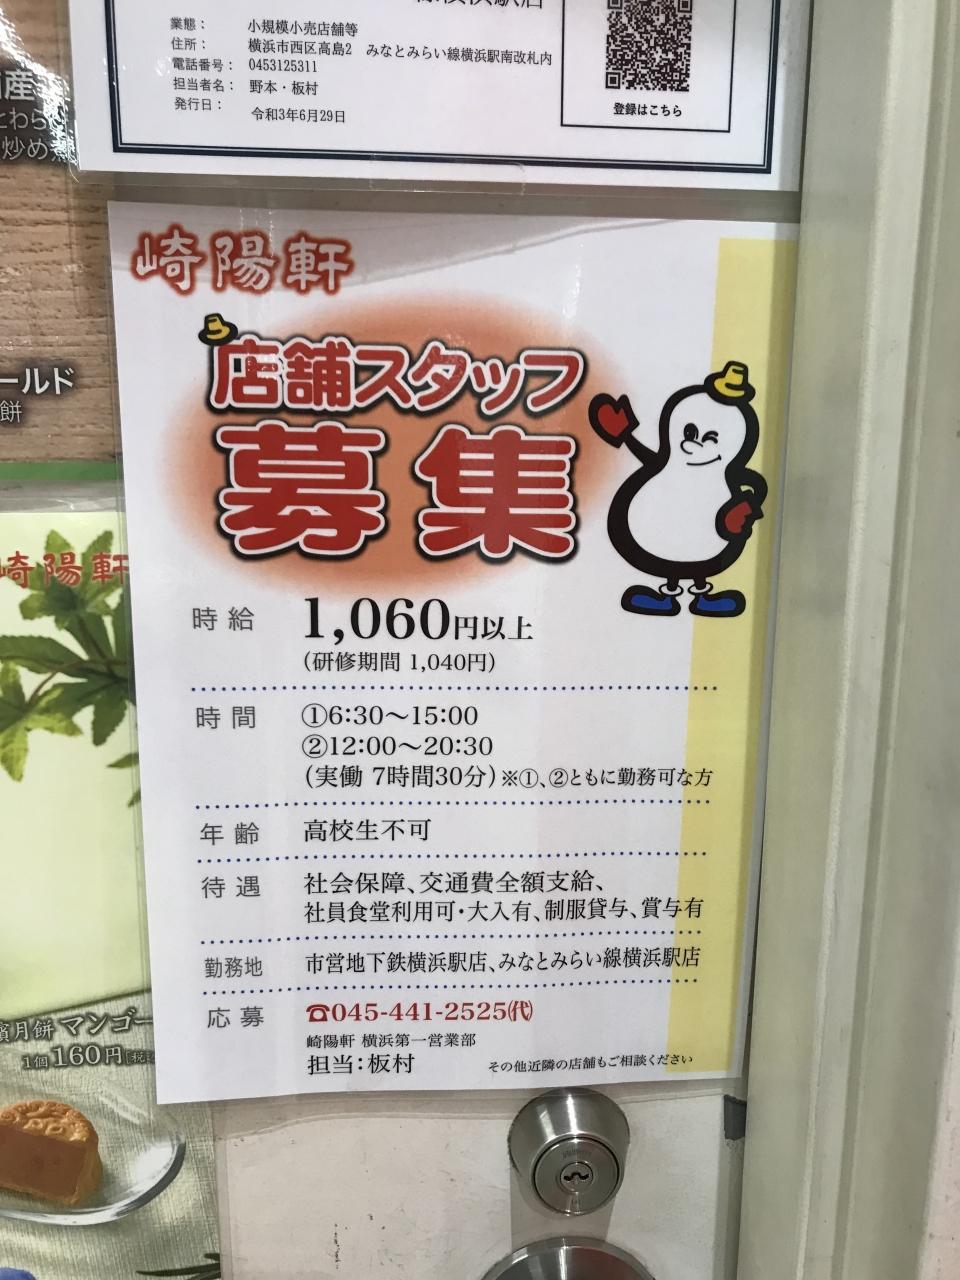 業態： 小規模小売店舗等
住所： 横浜市西区高島2 みなとみらい線横浜駅南改札内
電話番号： 0453125311
担当者名： 野本・板村
発行日： 令和3年6月29日
登録はこちら
崎陽軒
店舗スタッフ
募集
時給 1,060円以上
(研修期間 1,040円)
時間 ①6:30〜15:00
②12:00〜20:30
(実働 7時間30分)※①、②ともに勤務可な方
年齢 高校生不可
待遇 社会保障、交通費全額支給、
社員食堂利用可・大入有、制服貸与、賞与有
勤務地 市営地下鉄横浜駅店、みなとみらい線横浜駅店
応募 ☎045-441-2525㈹
崎陽軒 横浜第一営業部
担当:板村 その他近隣の店舗もご相談ください
ールド
餅
崎陽軒
月餅 マンゴー
1個 160円